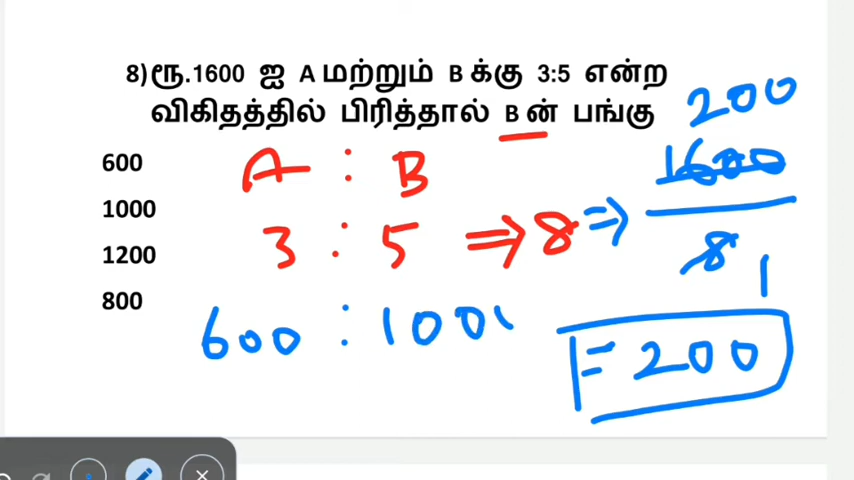 8)ரூ.1600 ஐ A மற்றும் B க்கு 3:5 என்ற
விகிதத்தில் பிரித்தால் B ன் பங்கு
200
600
A : B
1600
1000
3 : 5 ⇒ 8 ⇒
8
1200
1
800
600 : 100
= 200